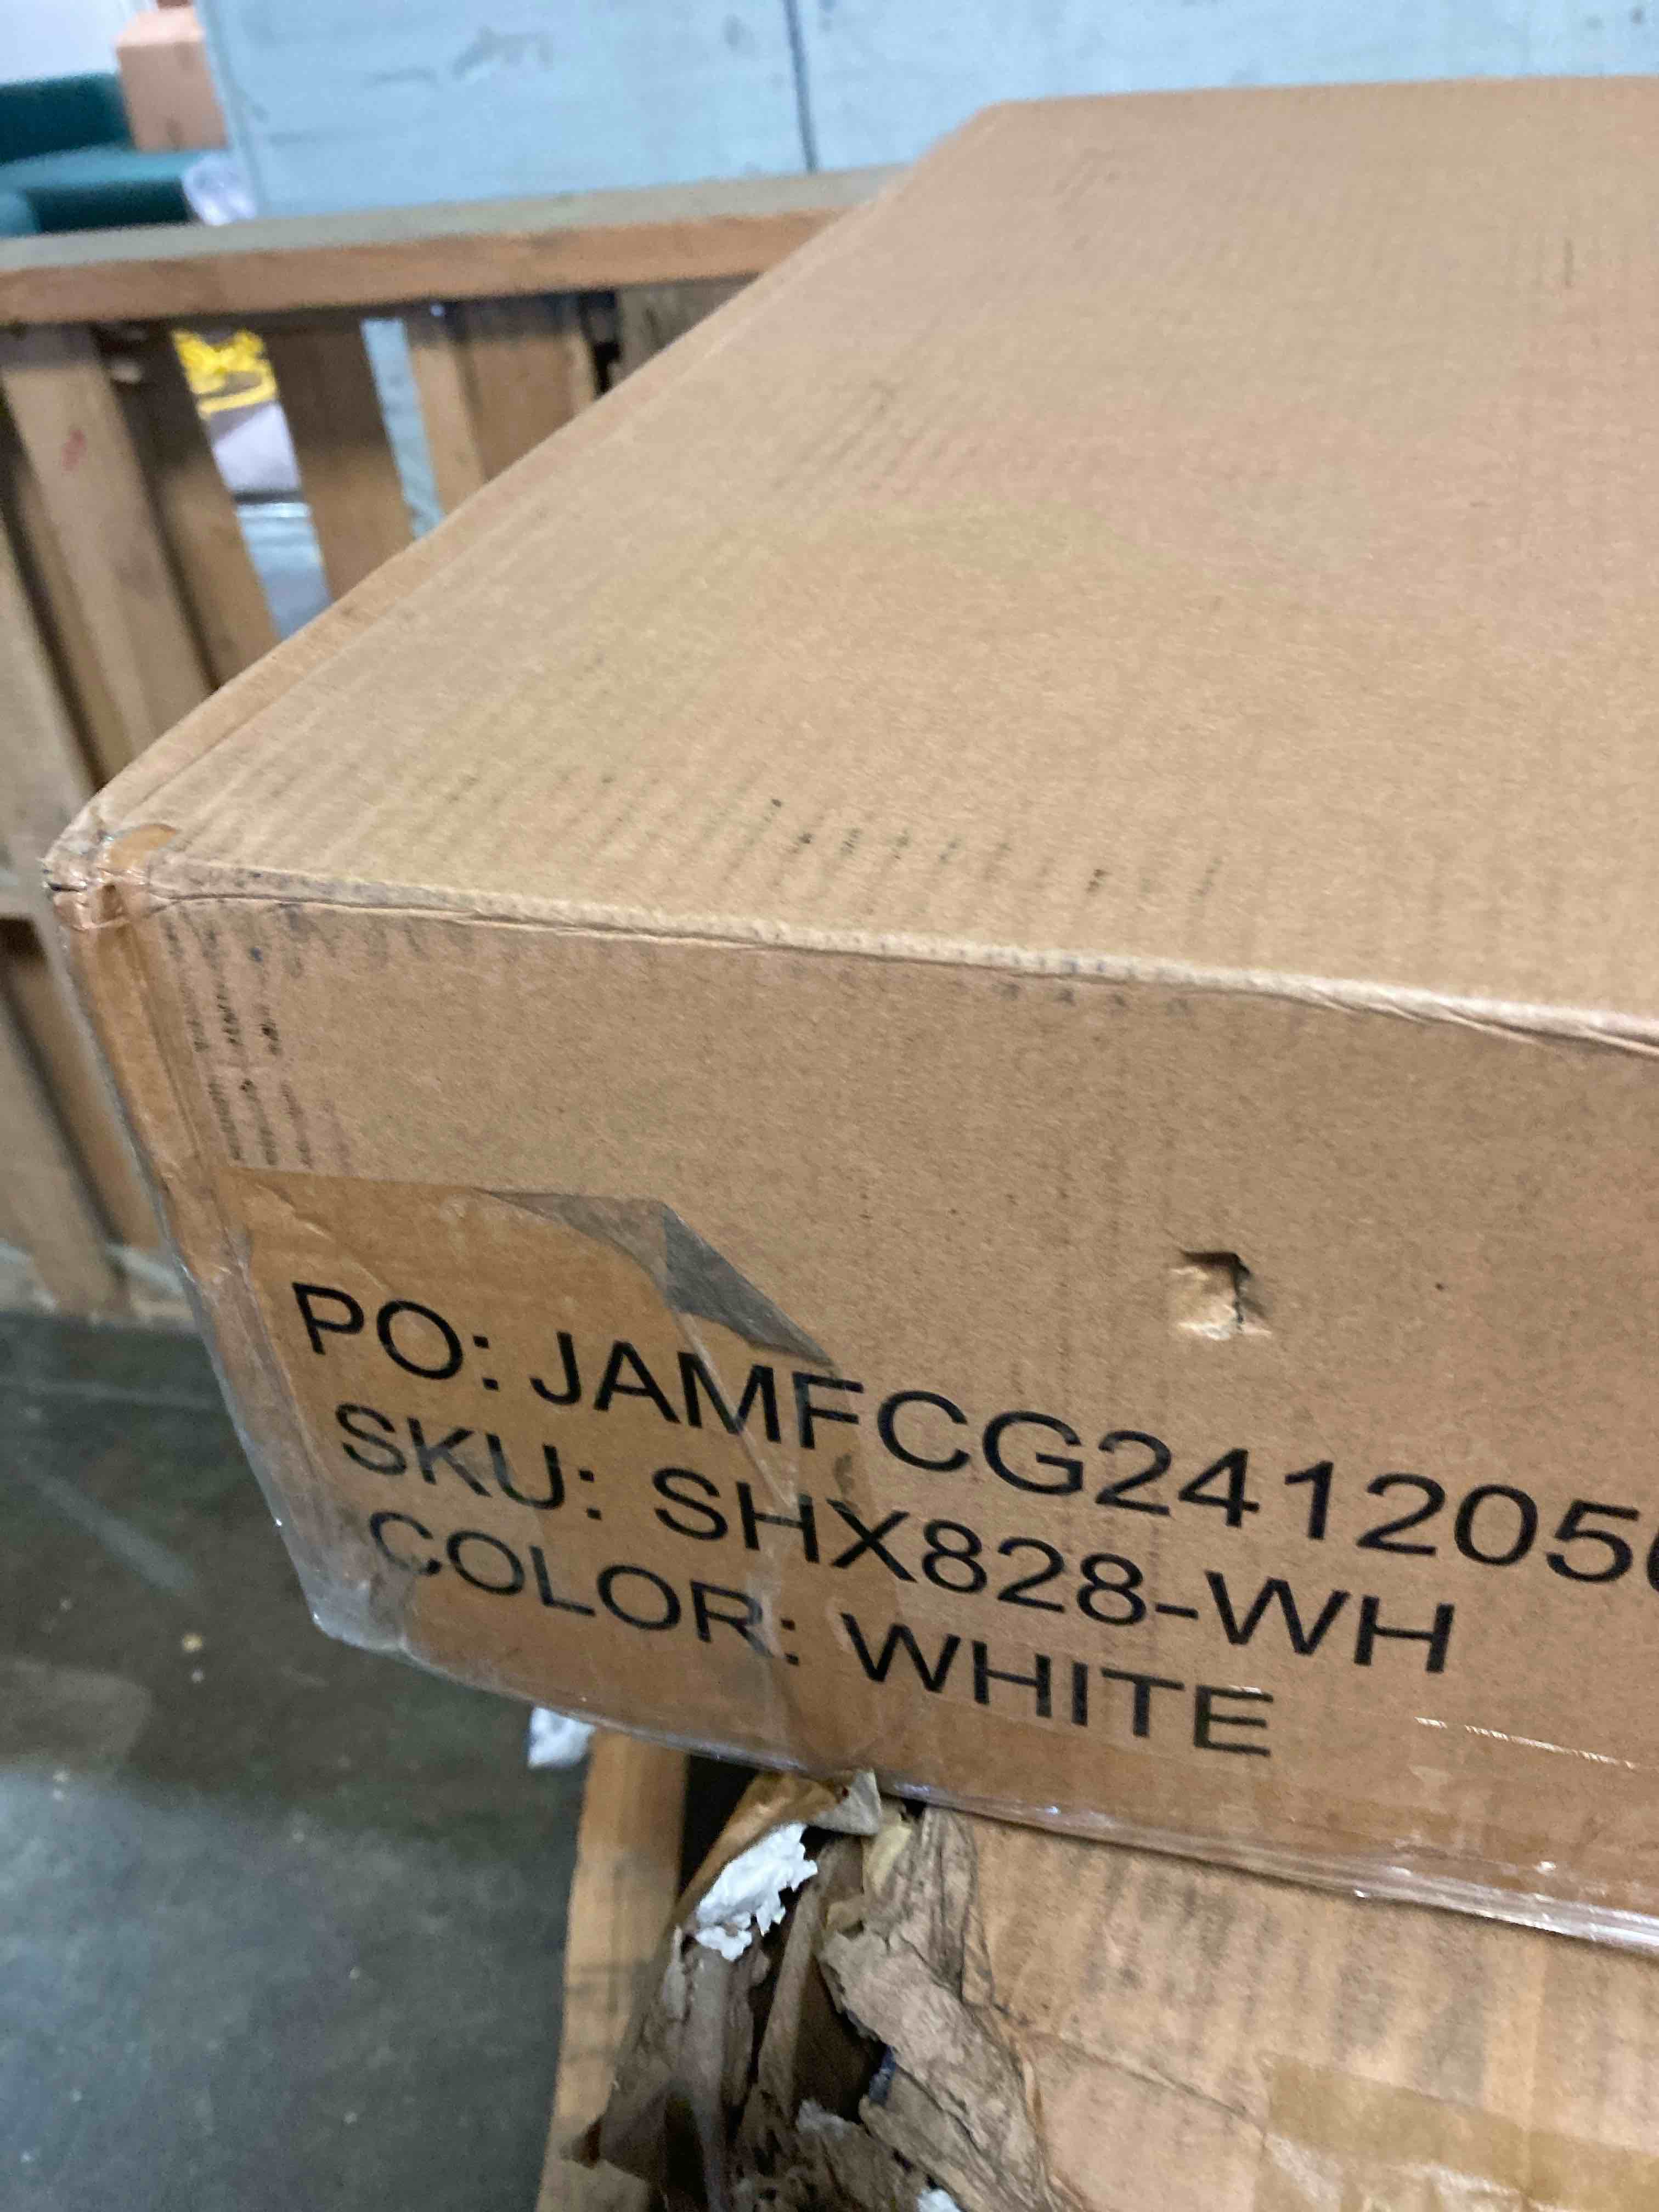 PO: JAMFCG241205
SKU: SHX828-WH
COLOR: WHITE